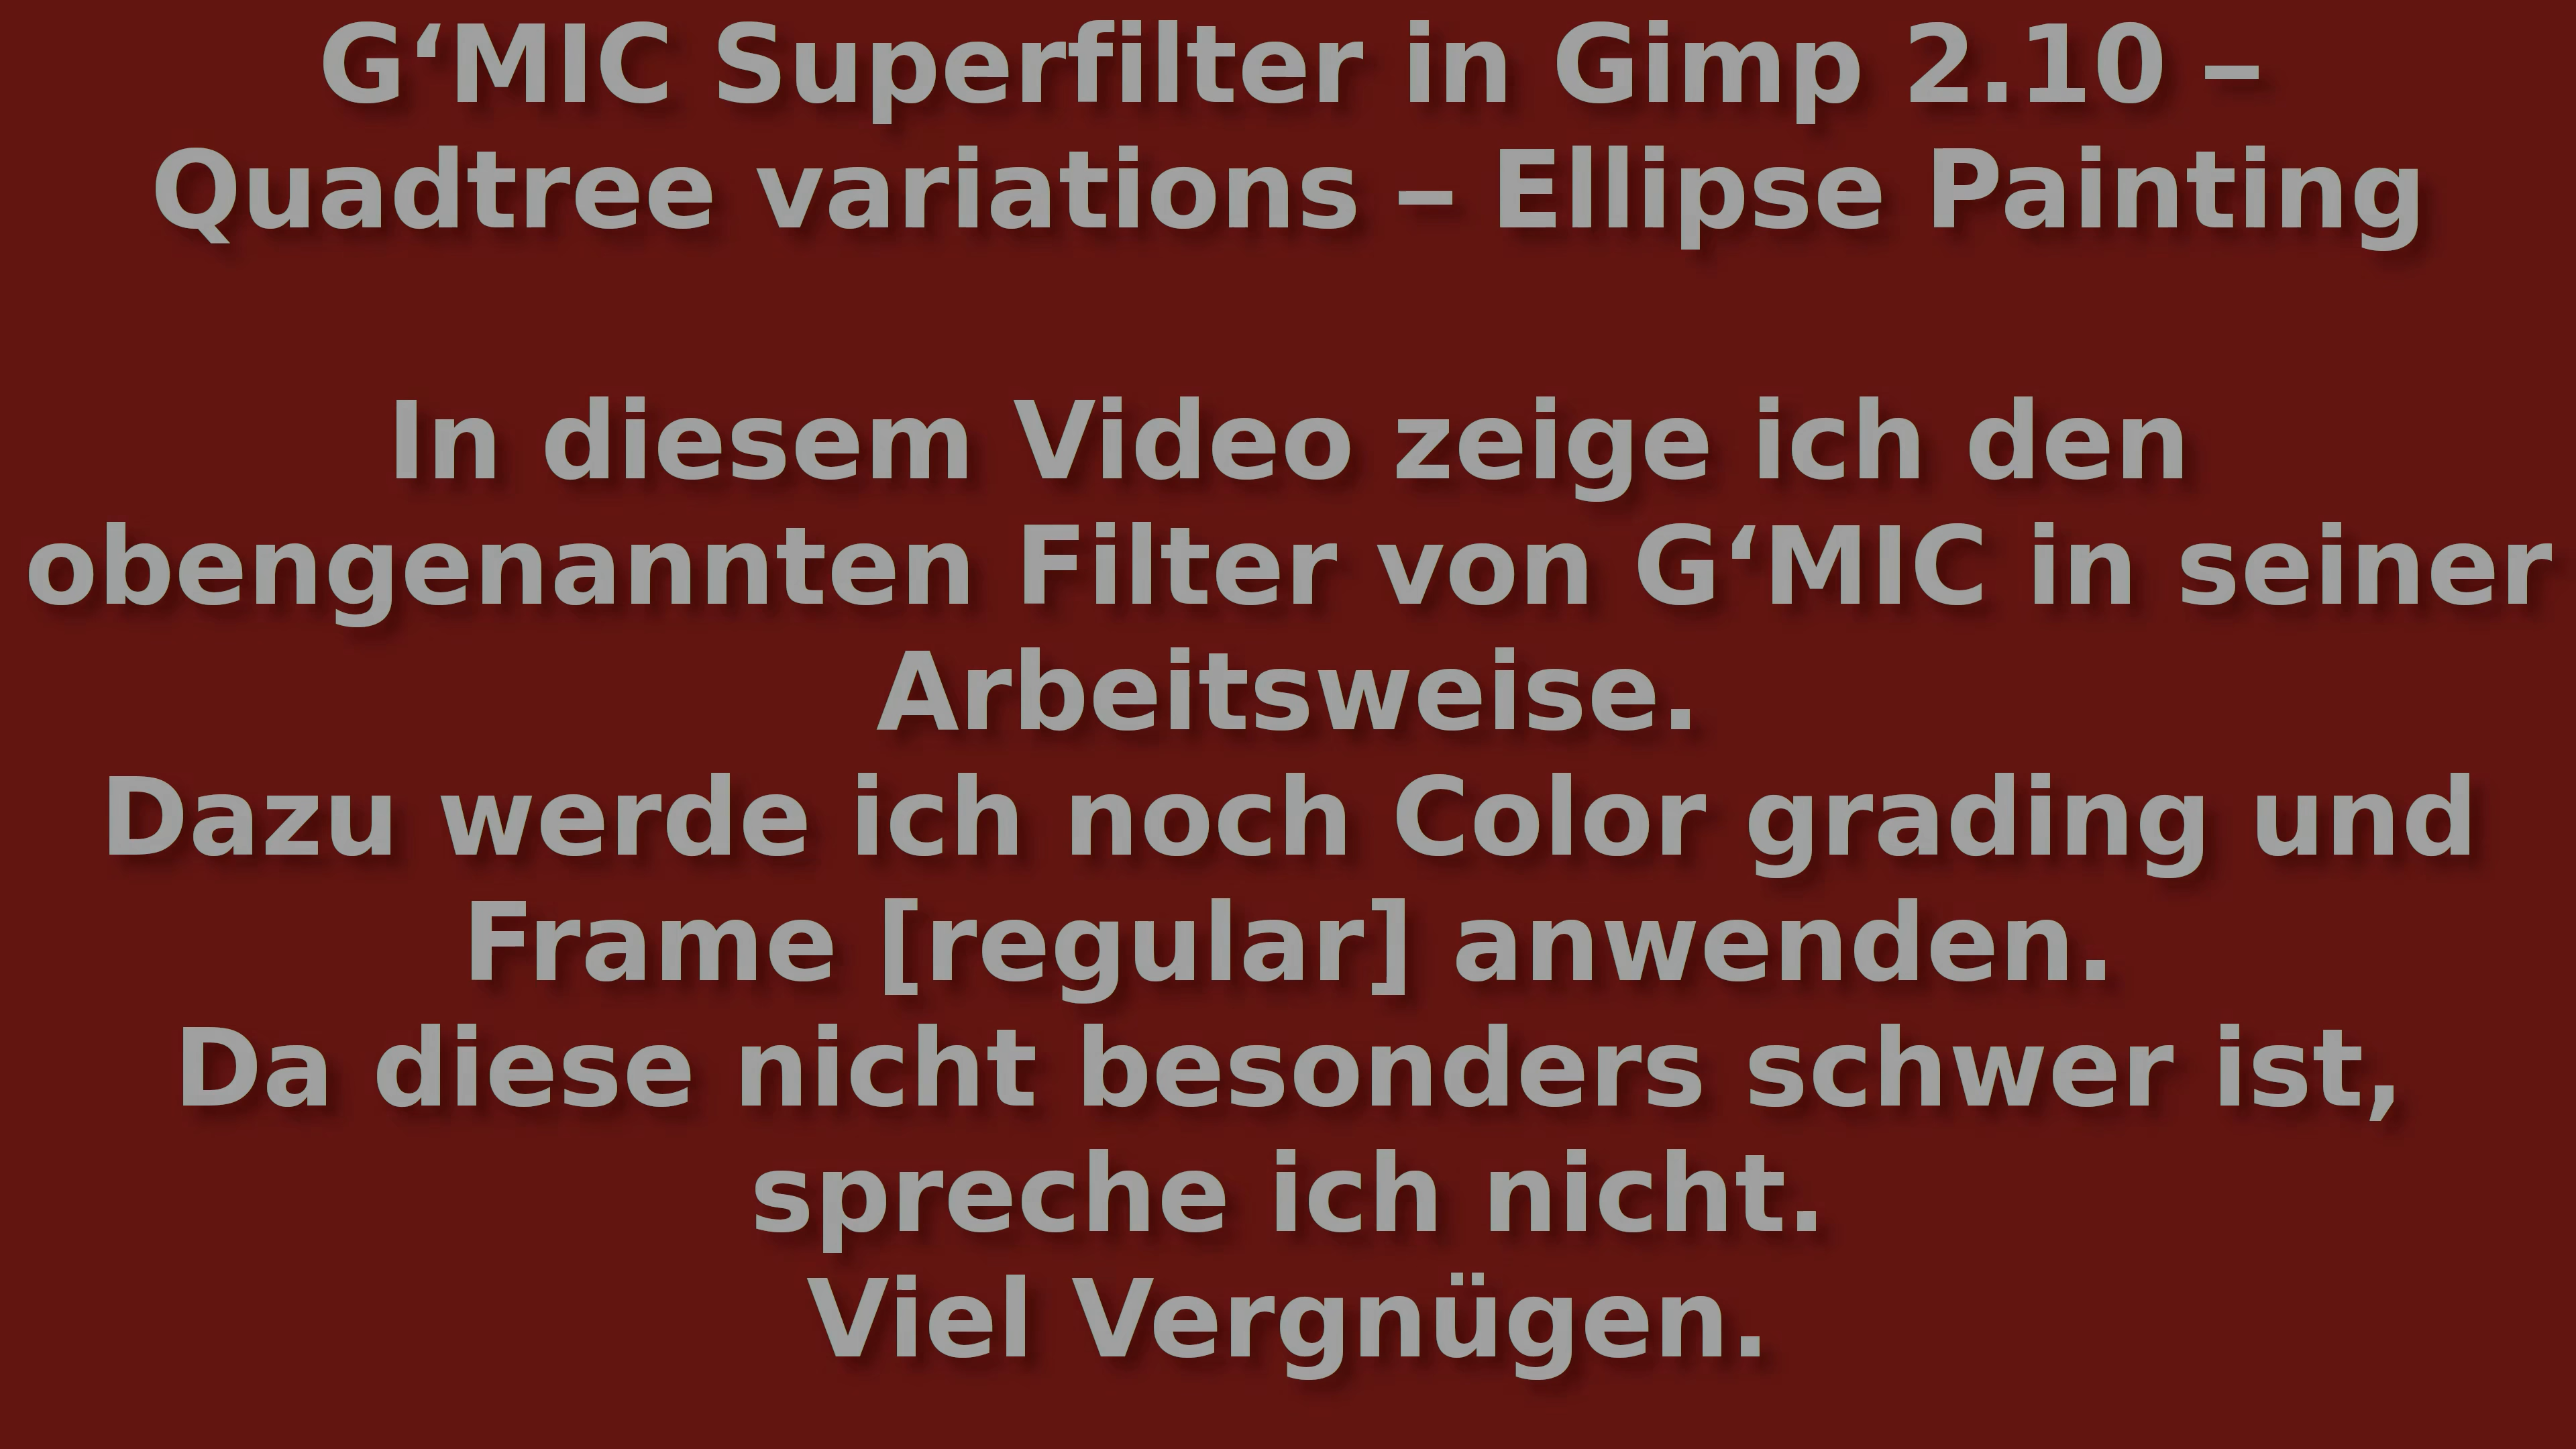 G‘MIC Superfilter in Gimp 2.10 –
Quadtree variations – Ellipse Painting
In diesem Video zeige ich den
obengenannten Filter von G‘MIC in seiner
Arbeitsweise.
Dazu werde ich noch Color grading und
Frame [regular] anwenden.
Da diese nicht besonders schwer ist,
spreche ich nicht.
Viel Vergnügen.